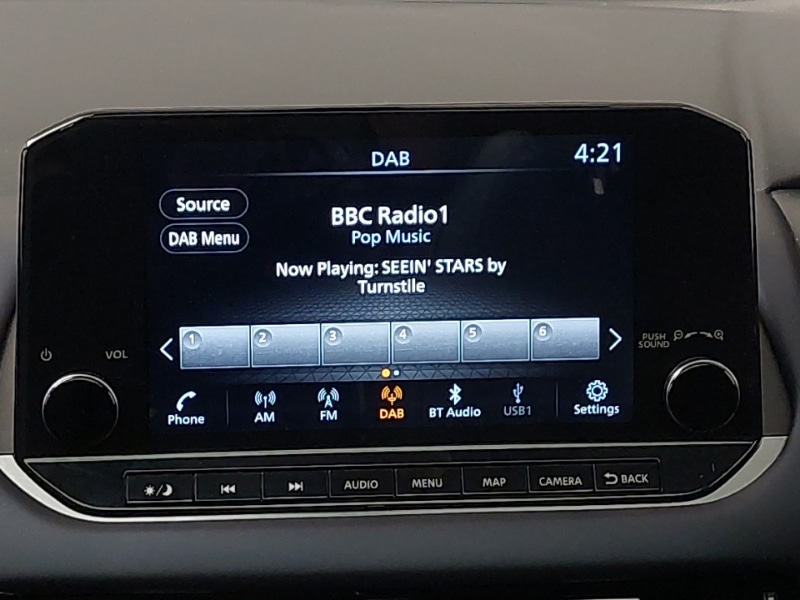 DAB
4:21
Source
DAB Menu
BBC Radio1
Pop Music
Now Playing: SEEIN' STARS by
Turnstile
1 2 3 4 5 6
VOL
PUSH
SOUND
Phone
AM
FM
DAB
BT Audio
USB1
Settings
AUDIO
MENU
MAP
CAMERA
BACK